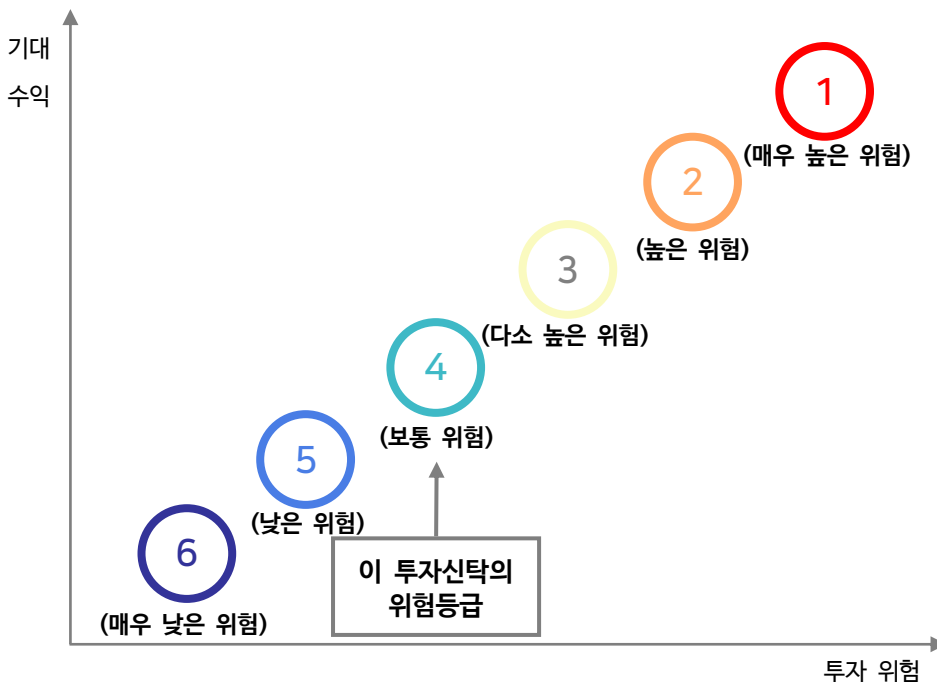 기대
수익
1
(매우 높은 위험)
2
(높은 위험)
3
(다소 높은 위험)
4
(보통 위험)
5
(낮은 위험)
6
(매우 낮은 위험)
이 투자신탁의
위험등급
투자 위험